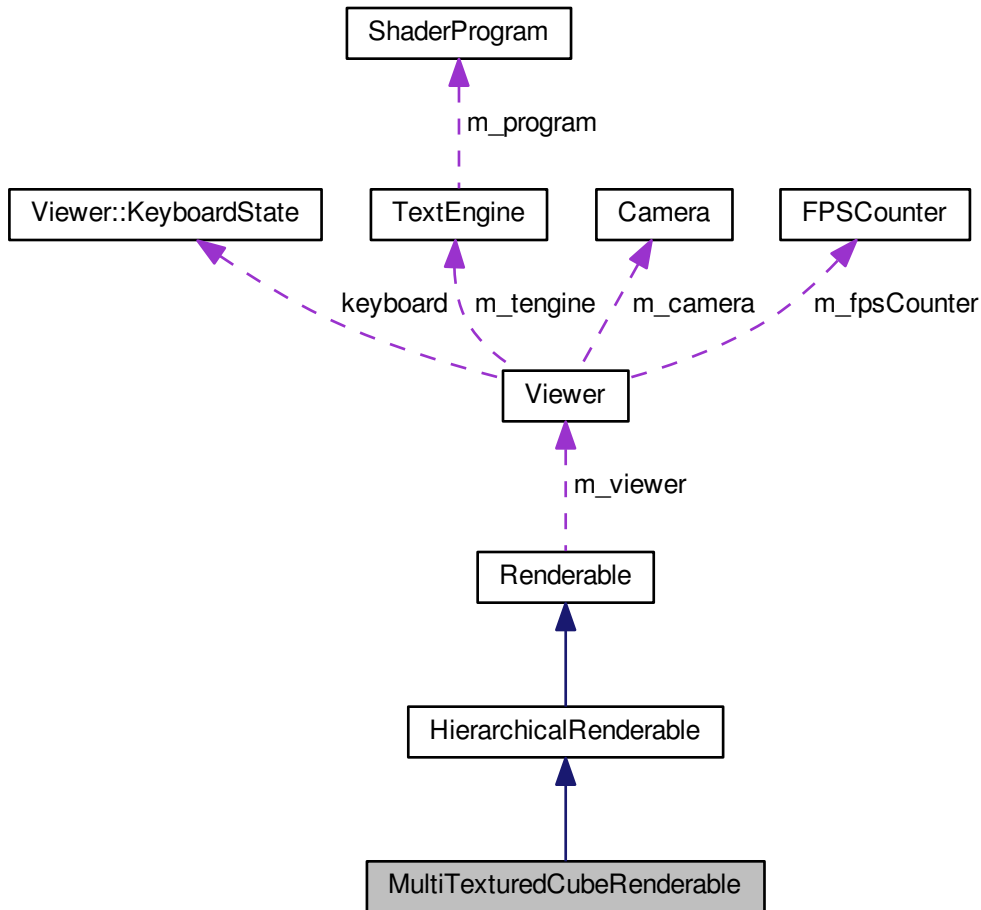 ShaderProgram
m_program
Viewer::KeyboardState
TextEngine
Camera
FPSCounter
keyboard
m_tengine
m_camera
m_fpsCounter
Viewer
m_viewer
Renderable
HierarchicalRenderable
MultiTexturedCubeRenderable